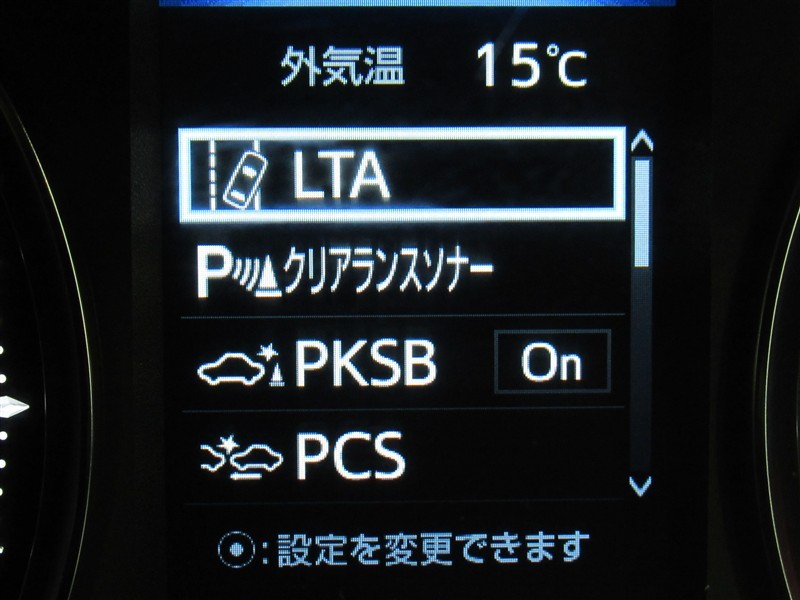 外気温 15℃
LTA
Pクリアランスソナー
PKSB On
PCS
:設定を変更できます